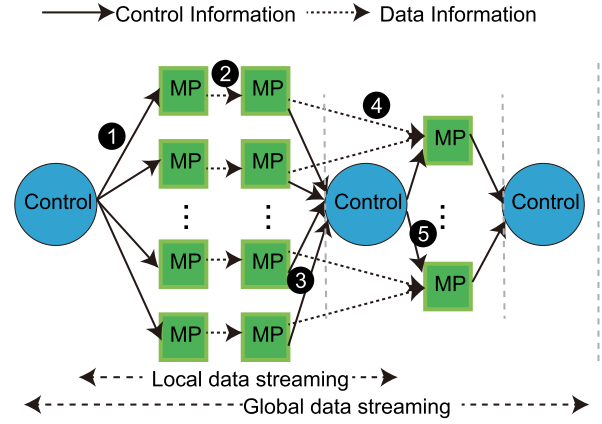 Control Information
Data Information
MP
2
MP
4
1
MP
MP
MP
MP
Control
Control
Control
5
MP
MP
3
MP
MP
MP
Local data streaming
Global data streaming